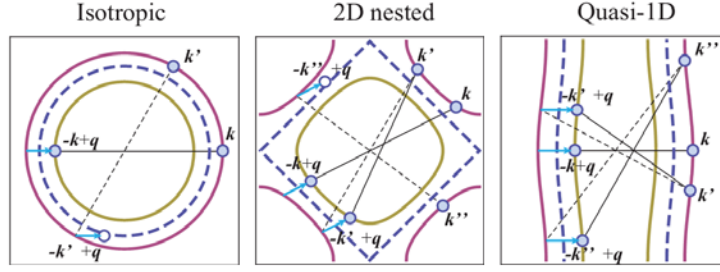 Isotropic
k'
k
-k+q
-k' +q
2D nested
k'
-k'' +q
k
-k+q
-k' +q
k''
Quasi-1D
k''
-k' +q
k
-k+q
k'
-k'' +q